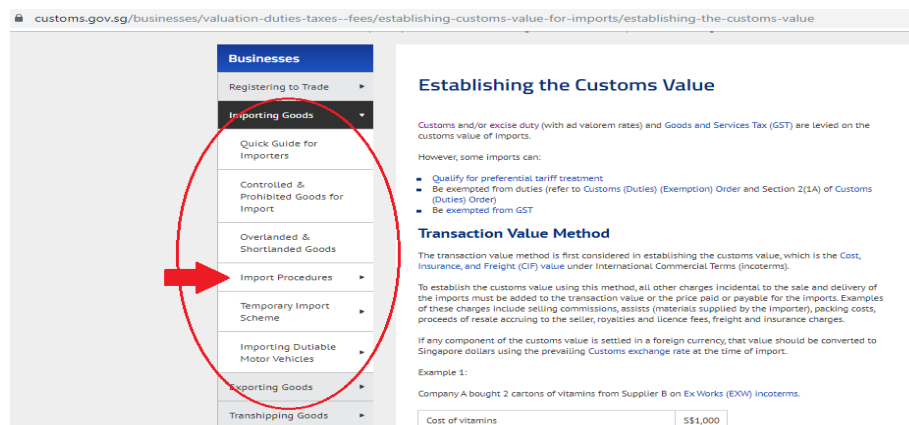 customs.gov.sg/businesses/valuation-duties-taxes--fees/establishing-customs-value-for-imports/establishing-the-customs-value
Businesses
Registering to Trade
Importing Goods
Quick Guide for
Importers
Controlled &
Prohibited Goods for
Import
Overlanded &
Shortlanded Goods
Import Procedures
Temporary Import
Scheme
Importing Dutiable
Motor Vehicles
Exporting Goods
Transhipping Goods
Establishing the Customs Value
Customs and/or excise duty (with ad valorem rates) and Goods and Services Tax (GST) are levied on the
customs value of imports.
However, some imports can:
Qualify for preferential tariff treatment
Be exempted from duties (refer to Customs (Duties) (Exemption) Order and Section 2(1A) of Customs
(Duties) Order)
Be exempted from GST
Transaction Value Method
The transaction value method is first considered in establishing the customs value, which is the Cost,
Insurance, and Freight (CIF) value under International Commercial Terms (incoterms).
To establish the customs value using this method, all other charges incidental to the sale and delivery of
the imports must be added to the transaction value or the price paid or payable for the imports. Examples
of these charges include selling commissions, assists (materials supplied by the importer), packing costs,
proceeds of resale accruing to the seller, royalties and licence fees, freight and insurance charges.
If any component of the customs value is settled in a foreign currency, that value should be converted to
Singapore dollars using the prevailing Customs exchange rate at the time of import.
Example 1:
Company A bought 2 cartons of vitamins from Supplier B on Ex Works (EXW) incoterms.
Cost of vitamins S$1,000